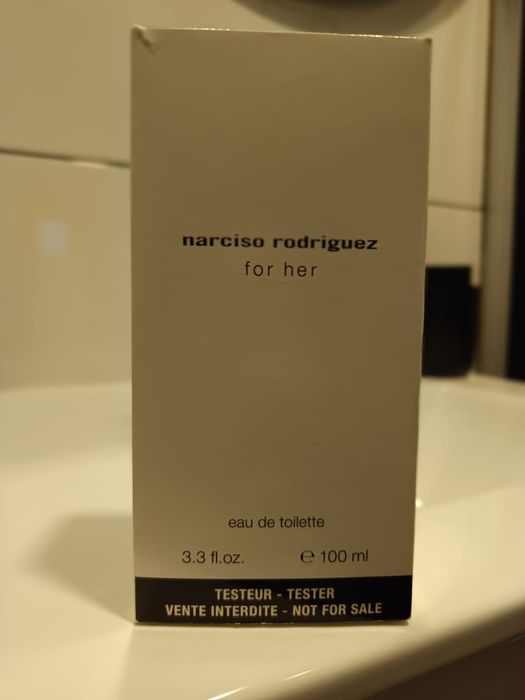 narciso rodriguez
for her
eau de toilette
3.3 fl.oz. ℮ 100 ml
TESTEUR - TESTER
VENTE INTERDITE - NOT FOR SALE